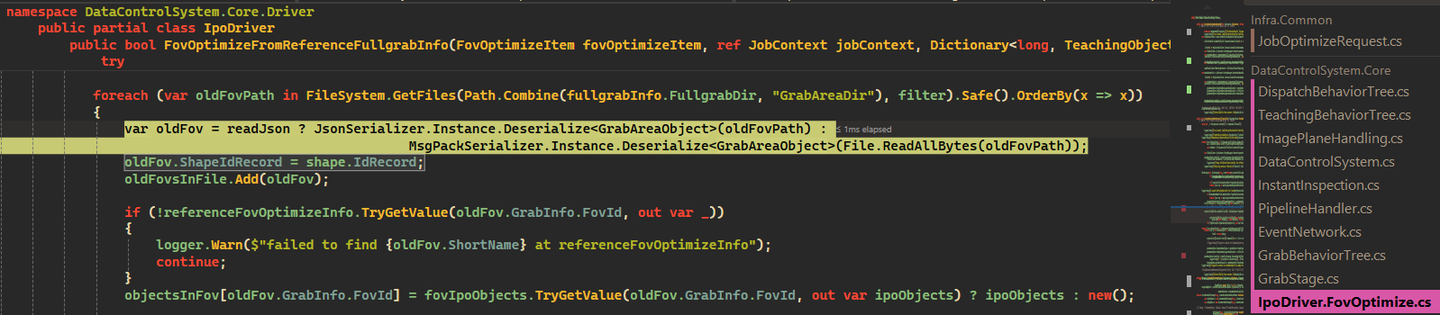 namespace DataControlSystem.Core.Driver
public partial class IpoDriver
public bool FovOptimizeFromReferenceFullgrabInfo(FovOptimizeItem fovOptimizeItem, ref JobContext jobContext, Dictionary<long, TeachingObject
try
foreach (var oldFovPath in FileSystem.GetFiles(Path.Combine(fullgrabInfo.FullgrabDir, "GrabAreaDir"), filter).Safe().OrderBy(x => x))
{
var oldFov = readJson ? JsonSerializer.Instance.Deserialize<GrabAreaObject>(oldFovPath) : ≤ 1ms elapsed
MsgPackSerializer.Instance.Deserialize<GrabAreaObject>(File.ReadAllBytes(oldFovPath));
oldFov.ShapeIdRecord = shape.IdRecord;
oldFovsInFile.Add(oldFov);
if (!referenceFovOptimizeInfo.TryGetValue(oldFov.GrabInfo.FovId, out var _))
{
logger.Warn($"failed to find {oldFov.ShortName} at referenceFovOptimizeInfo");
continue;
}
objectsInFov[oldFov.GrabInfo.FovId] = fovIpoObjects.TryGetValue(oldFov.GrabInfo.FovId, out var ipoObjects) ? ipoObjects : new();
Infra.Common
JobOptimizeRequest.cs
DataControlSystem.Core
DispatchBehaviorTree.cs
TeachingBehaviorTree.cs
ImagePlaneHandling.cs
DataControlSystem.cs
InstantInspection.cs
PipelineHandler.cs
EventNetwork.cs
GrabBehaviorTree.cs
GrabStage.cs
IpoDriver.FovOptimize.cs